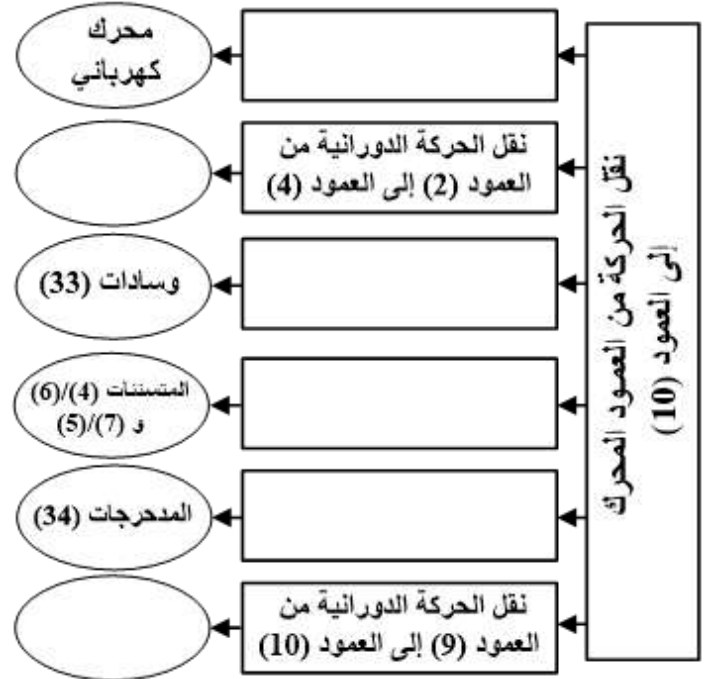 محرك
كهربائي
نقل الحركة الدورانية من
العمود (2) إلى العمود (4)
وسادات (33)
المتسننات (4)/(6)
و (7)/(5)
المدحرجات (34)
نقل الحركة الدورانية من
العمود (9) إلى العمود (10)
نقل الحركة من العمود المحرك
إلى العمود (10)